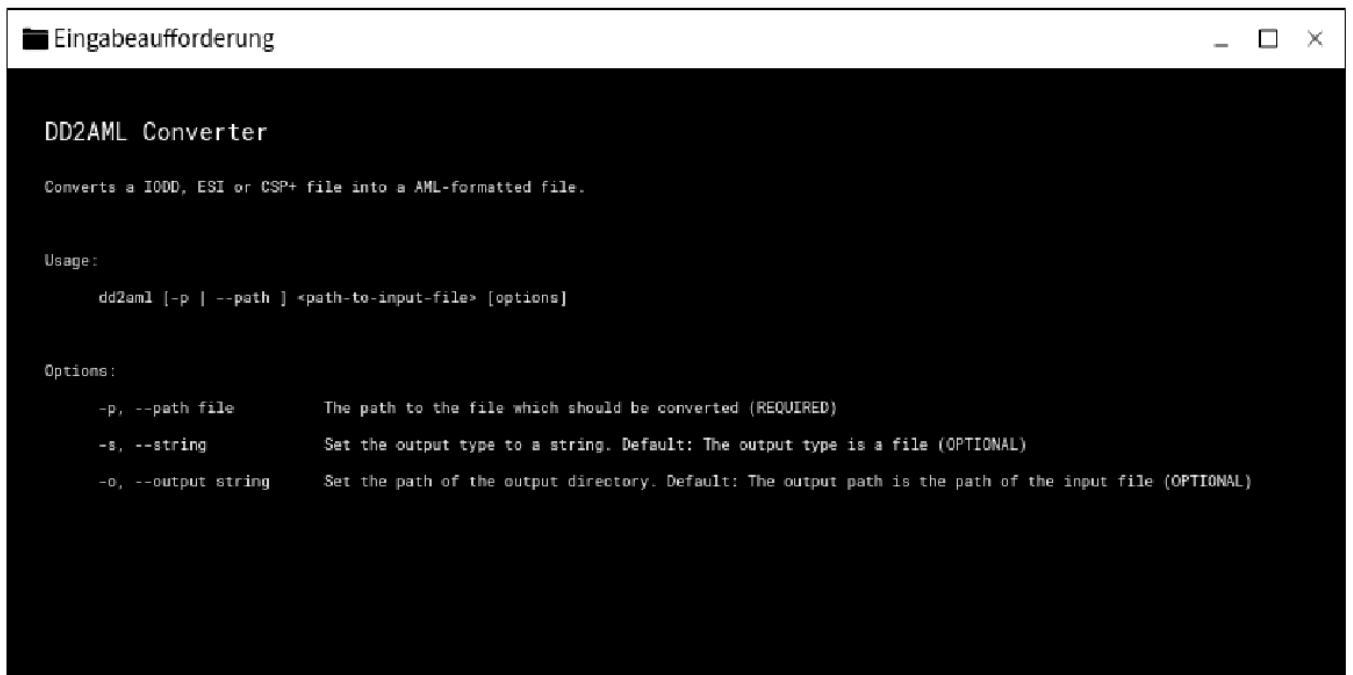 Eingabeaufforderung
DD2AML Converter
Converts a IODD, ESI or CSP+ file into a AML-formatted file.
Usage:
dd2aml [-p | --path ] <path-to-input-file> [options]
Options:
-p, --path file The path to the file which should be converted (REQUIRED)
-s, --string Set the output type to a string. Default: The output type is a file (OPTIONAL)
-o, --output string Set the path of the output directory. Default: The output path is the path of the input file (OPTIONAL)